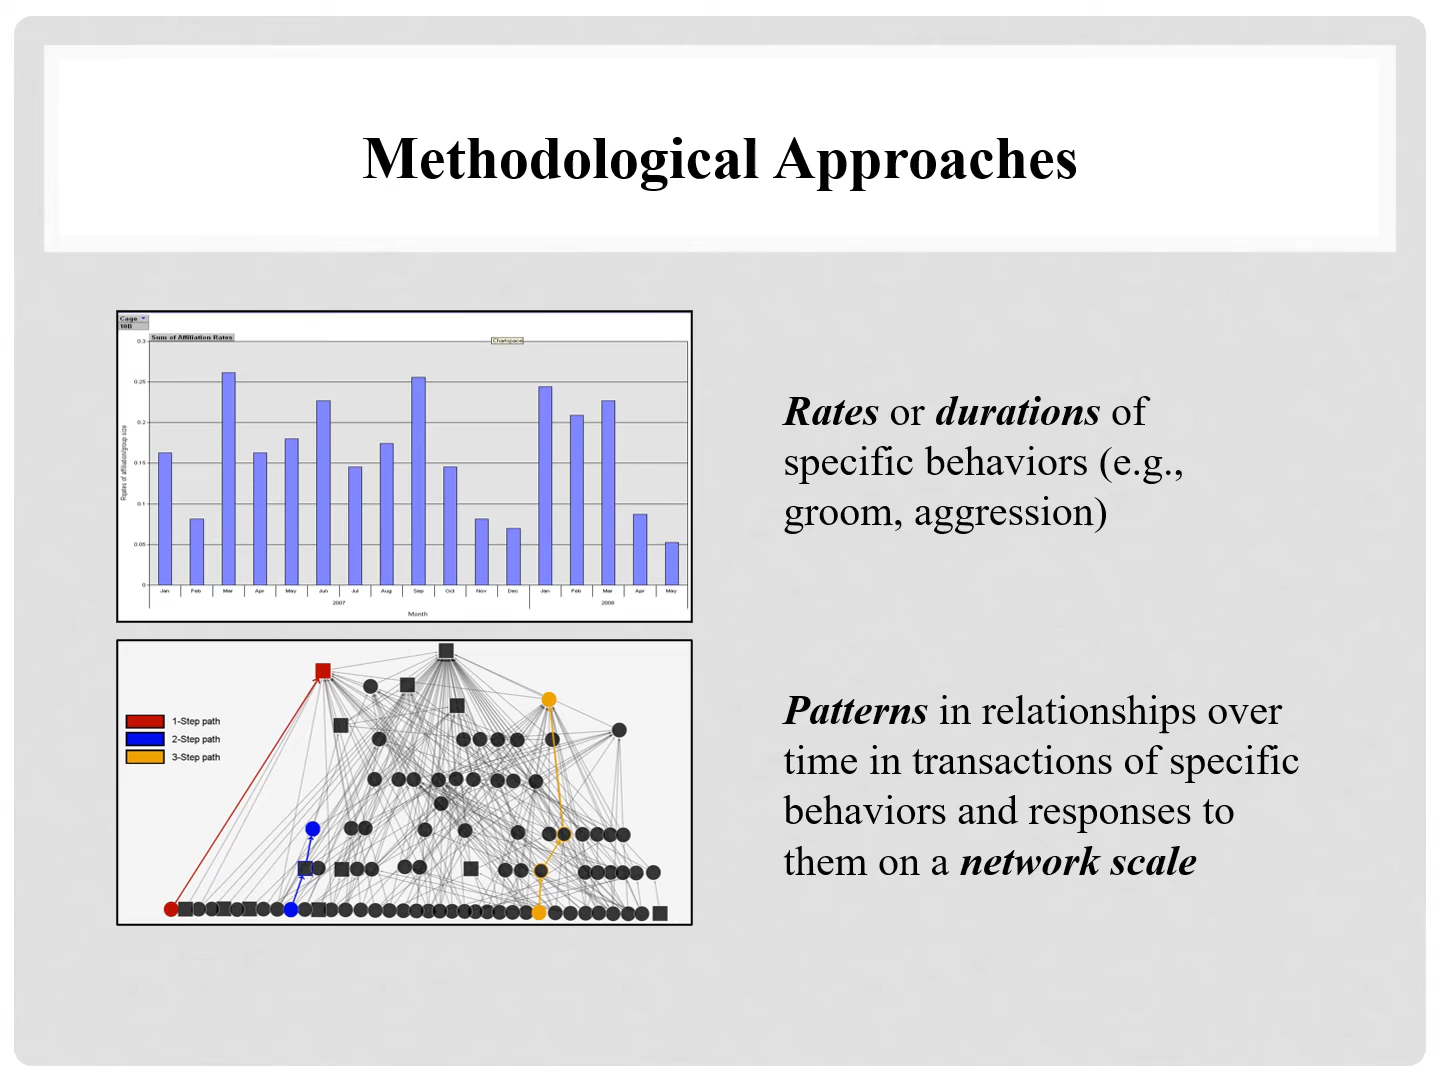 Methodological Approaches
Cage
10B
Sum of Affiliation Rates
Chartspace
0.3
0.25
0.2
0.15
0.1
0.05
0
Rates of affiliation/group size
Jan Feb Mar Apr May Jun Jul Aug Sep Oct Nov Dec Jan Feb Mar Apr May
2007 2008
Month
Rates or durations of
specific behaviors (e.g.,
groom, aggression)
1-Step path
2-Step path
3-Step path
Patterns in relationships over
time in transactions of specific
behaviors and responses to
them on a network scale